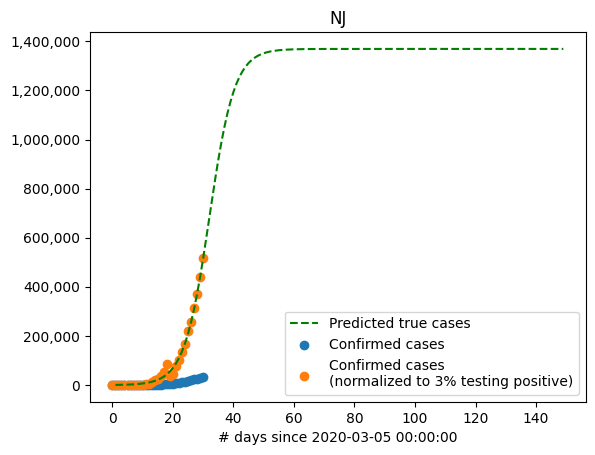 NJ
1,400,000
1,200,000
1,000,000
800,000
600,000
400,000
200,000
0
0 20 40 60 80 100 120 140
# days since 2020-03-05 00:00:00
Predicted true cases
Confirmed cases
Confirmed cases
(normalized to 3% testing positive)